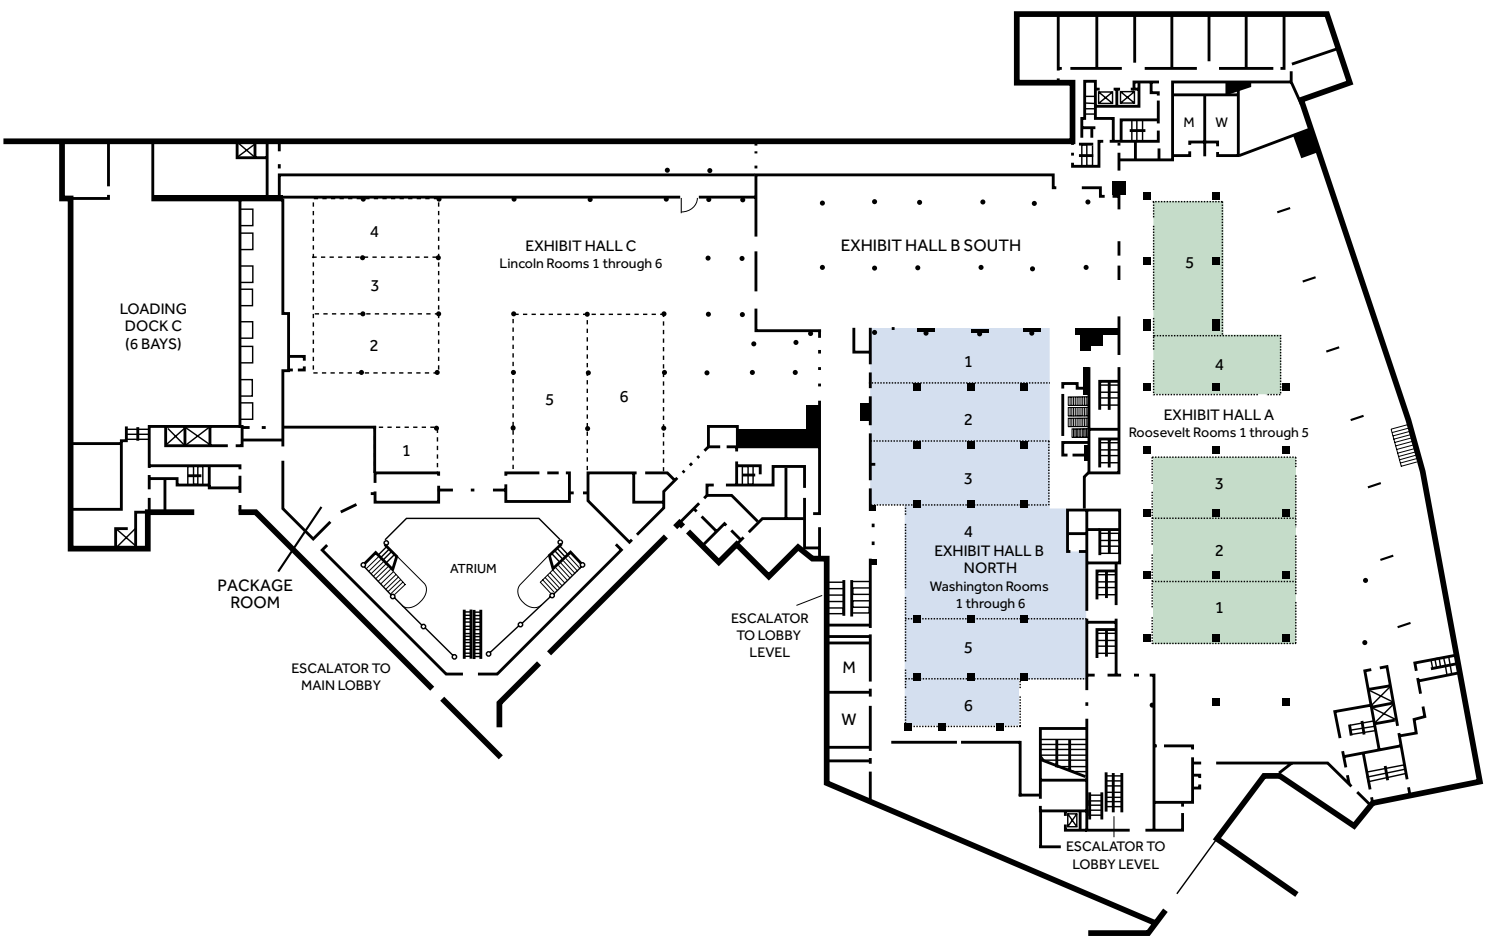 M W
4
EXHIBIT HALL C
Lincoln Rooms 1 through 6
3
2
1
5
6
LOADING
DOCK C
(6 BAYS)
PACKAGE
ROOM
ATRIUM
ESCALATOR TO
MAIN LOBBY
EXHIBIT HALL B SOUTH
1
2
3
4
EXHIBIT HALL B
NORTH
Washington Rooms
1 through 6
5
6
ESCALATOR
TO LOBBY
LEVEL
M
W
ESCALATOR TO
LOBBY LEVEL
5
4
EXHIBIT HALL A
Roosevelt Rooms 1 through 5
3
2
1